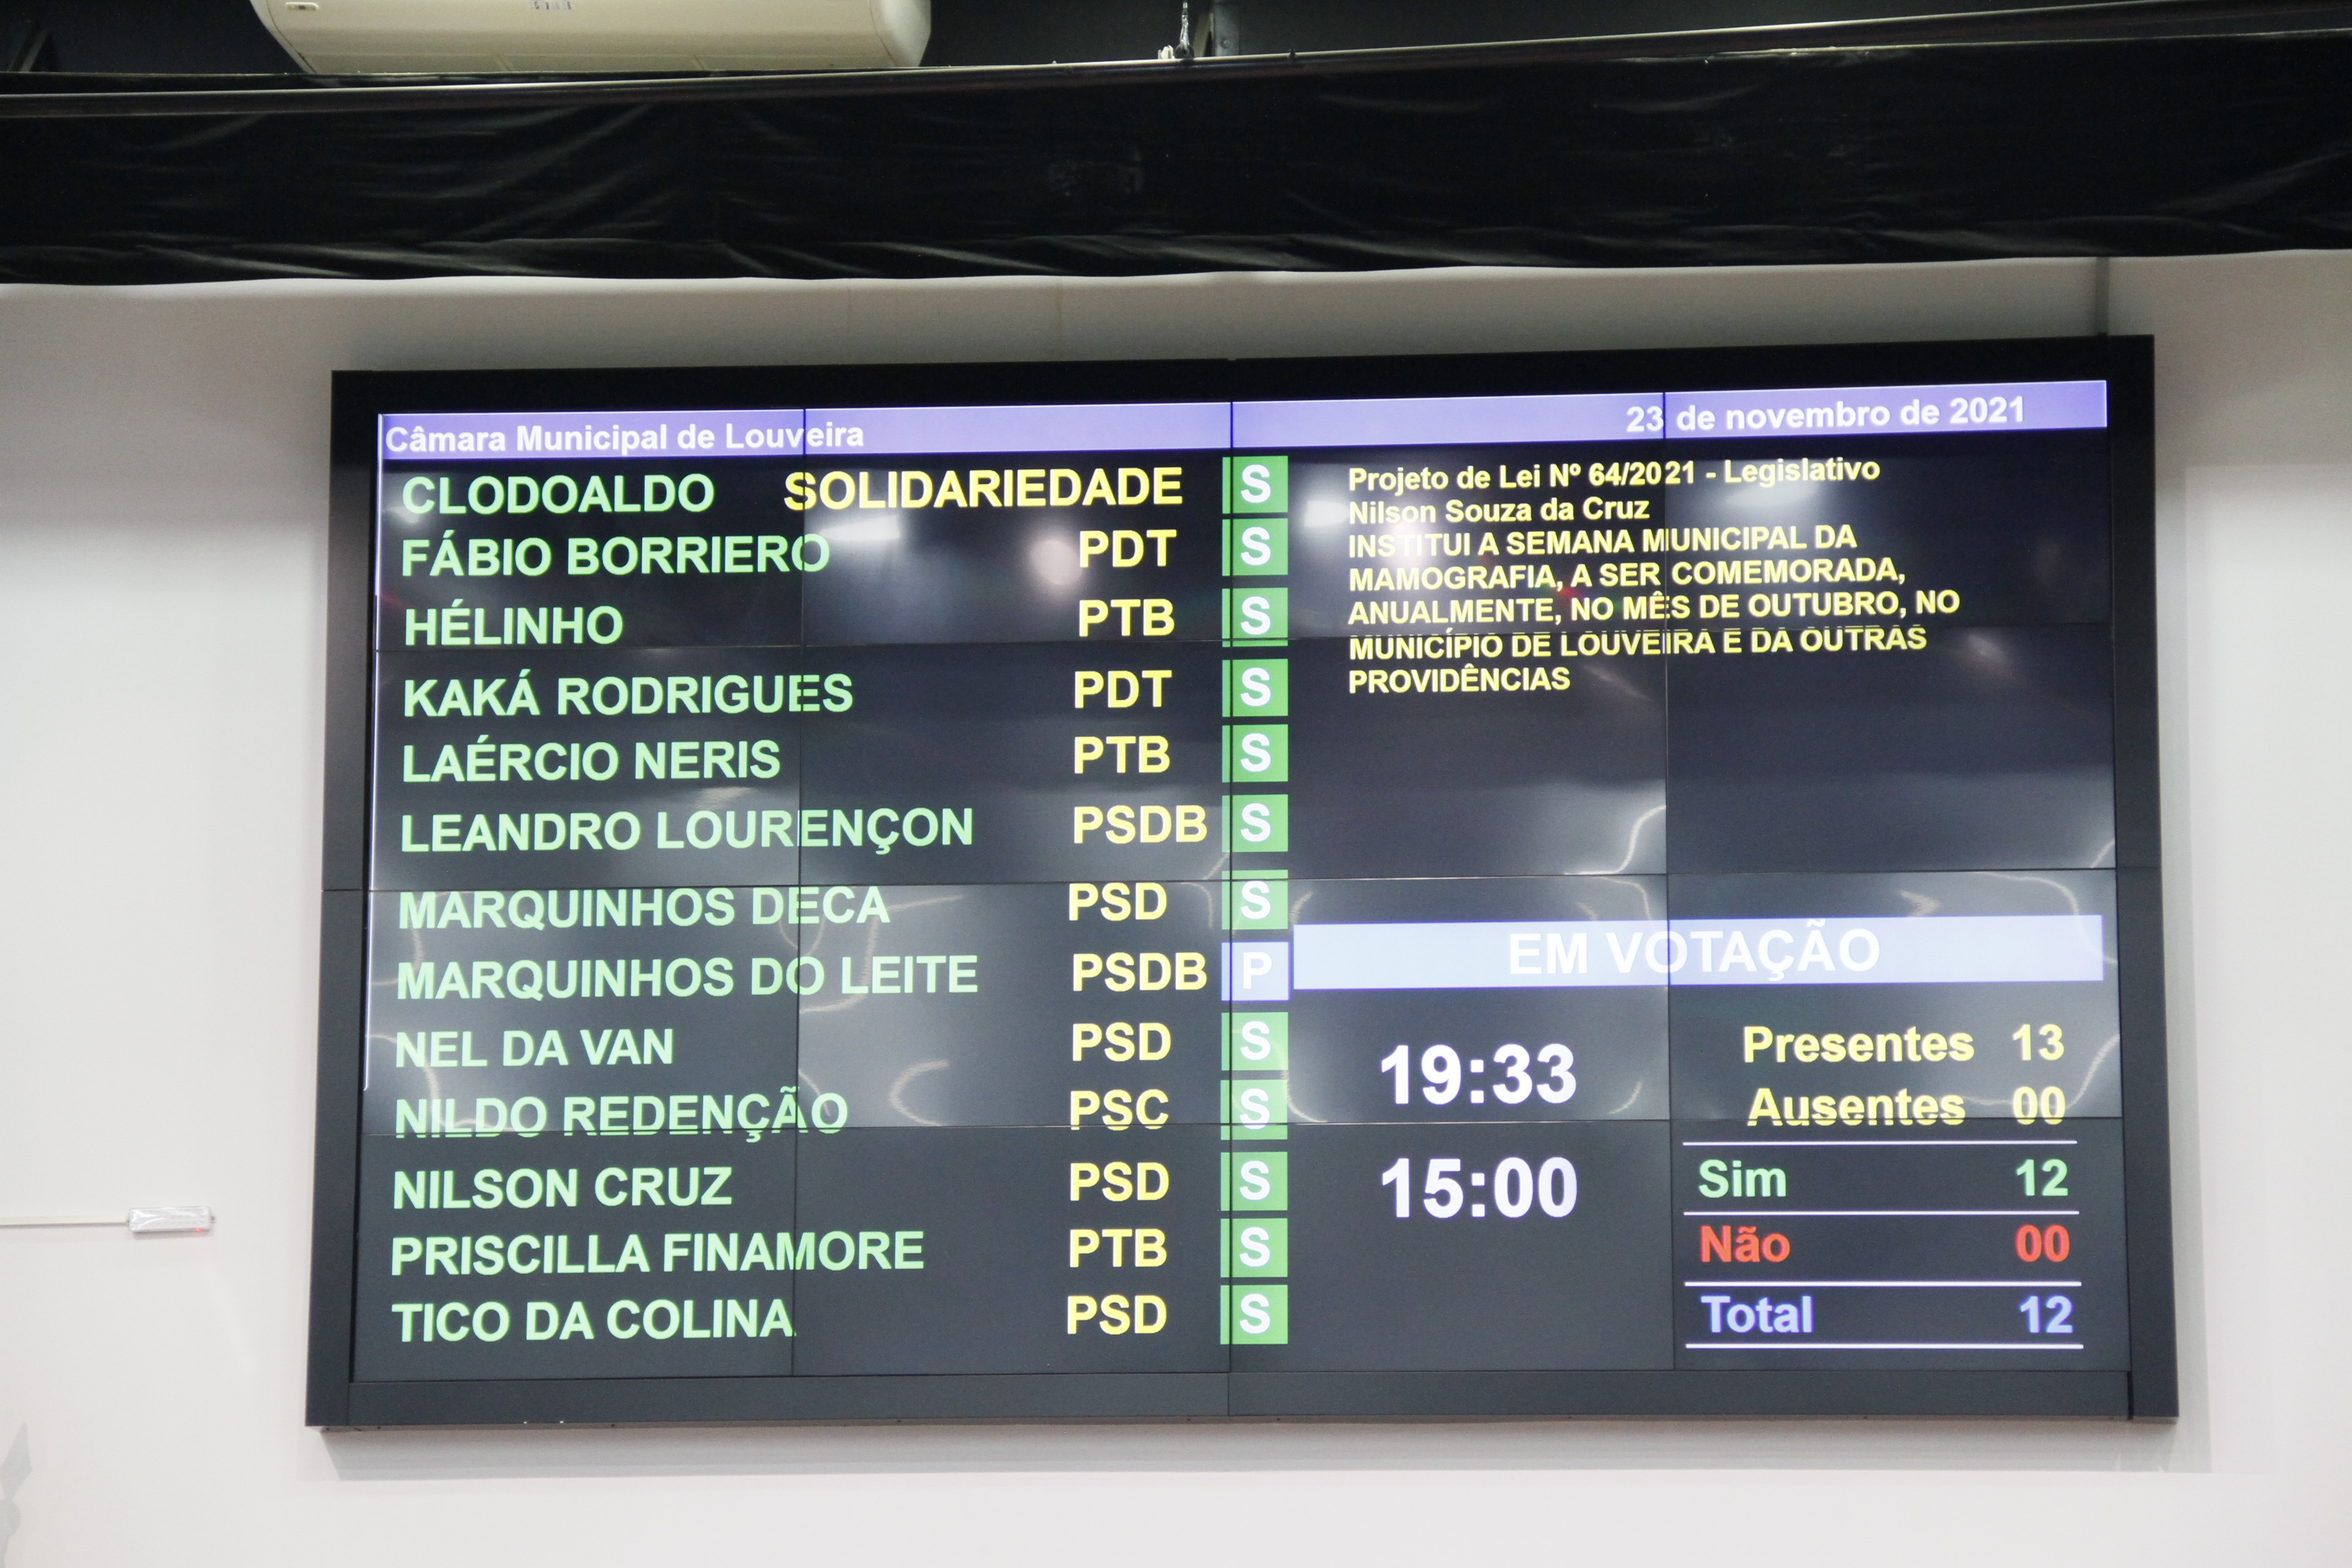 Câmara Municipal de Louveira 23 de novembro de 2021
CLODOALDO SOLIDARIEDADE S
FÁBIO BORRIERO PDT S
HÉLINHO PTB S
KAKÁ RODRIGUES PDT S
LAÉRCIO NERIS PTB S
LEANDRO LOURENÇON PSDB S
MARQUINHOS DECA PSD S
MARQUINHOS DO LEITE PSDB P
NEL DA VAN PSD S
NILDO REDENÇÃO PSC S
NILSON CRUZ PSD S
PRISCILLA FINAMORE PTB S
TICO DA COLINA PSD S
Projeto de Lei Nº 64/2021 - Legislativo
Nilson Souza da Cruz
INSTITUI A SEMANA MUNICIPAL DA
MAMOGRAFIA, A SER COMEMORADA,
ANUALMENTE, NO MÊS DE OUTUBRO, NO
MUNICÍPIO DE LOUVEIRA E DA OUTRAS
PROVIDÊNCIAS
EM VOTAÇÃO
19:33
15:00
Presentes 13
Ausentes 00
Sim 12
Não 00
Total 12